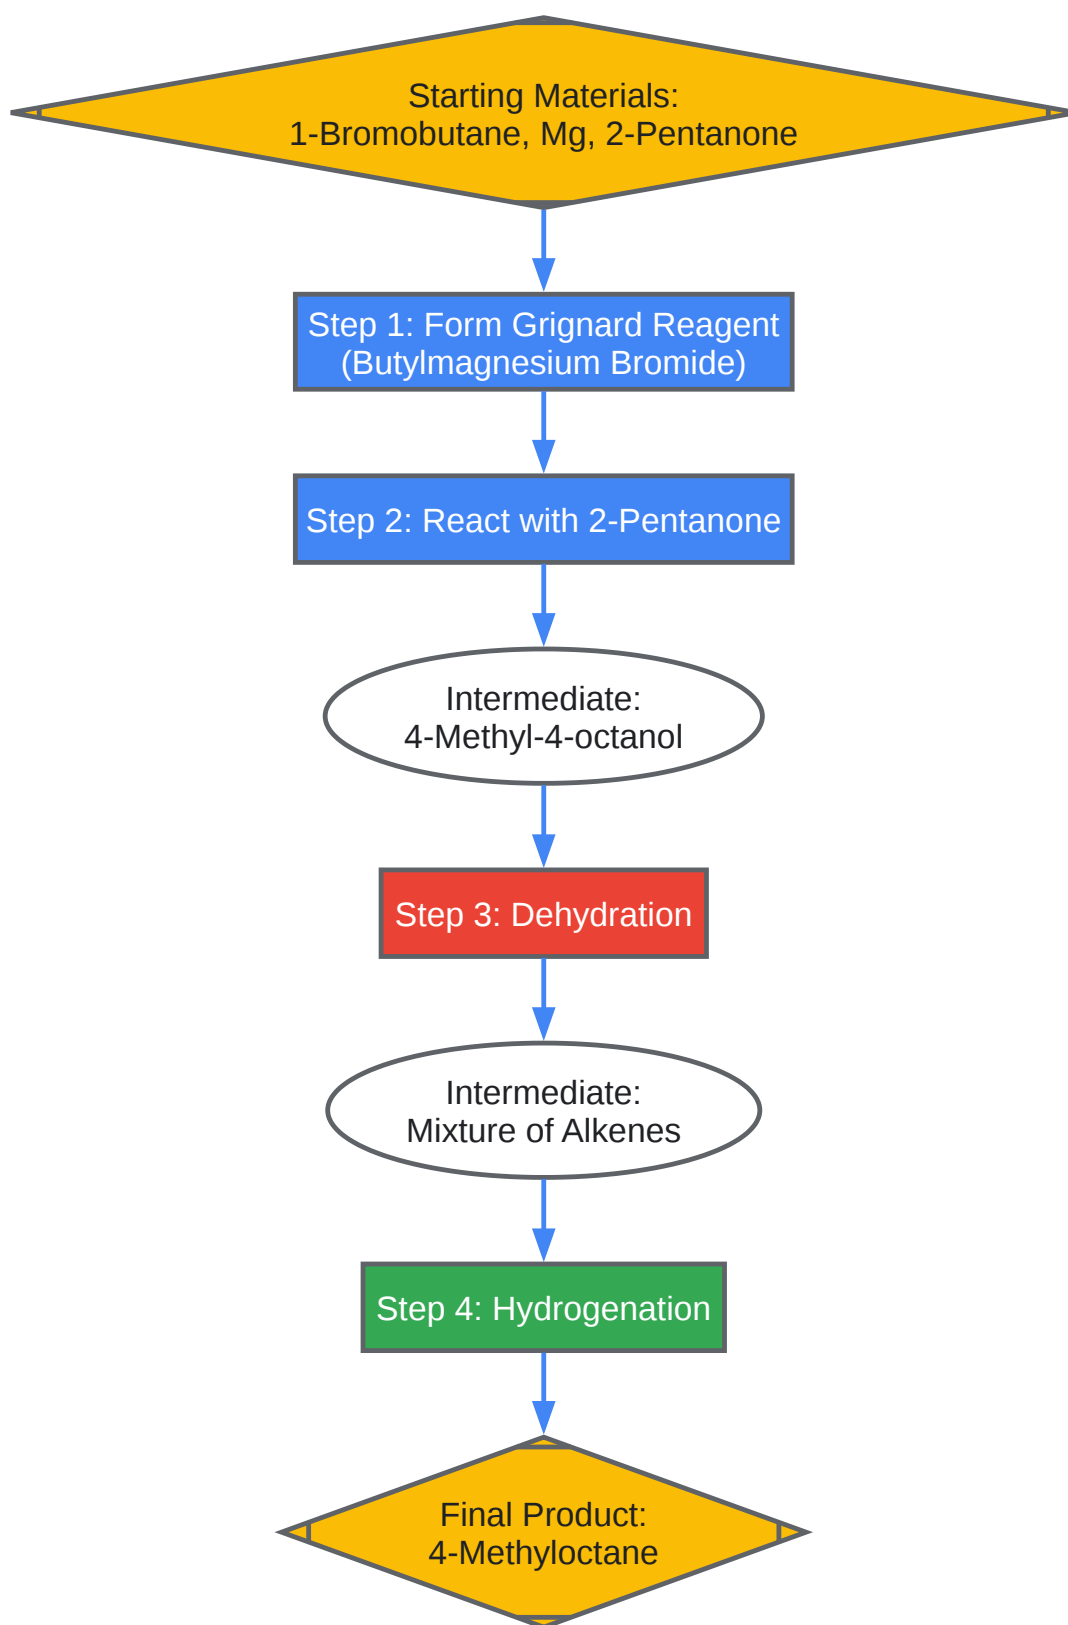 Starting Materials:
1-Bromobutane, Mg, 2-Pentanone
Step 1: Form Grignard Reagent
(Butylmagnesium Bromide)
Step 2: React with 2-Pentanone
Intermediate:
4-Methyl-4-octanol
Step 3: Dehydration
Intermediate:
Mixture of Alkenes
Step 4: Hydrogenation
Final Product:
4-Methyloctane